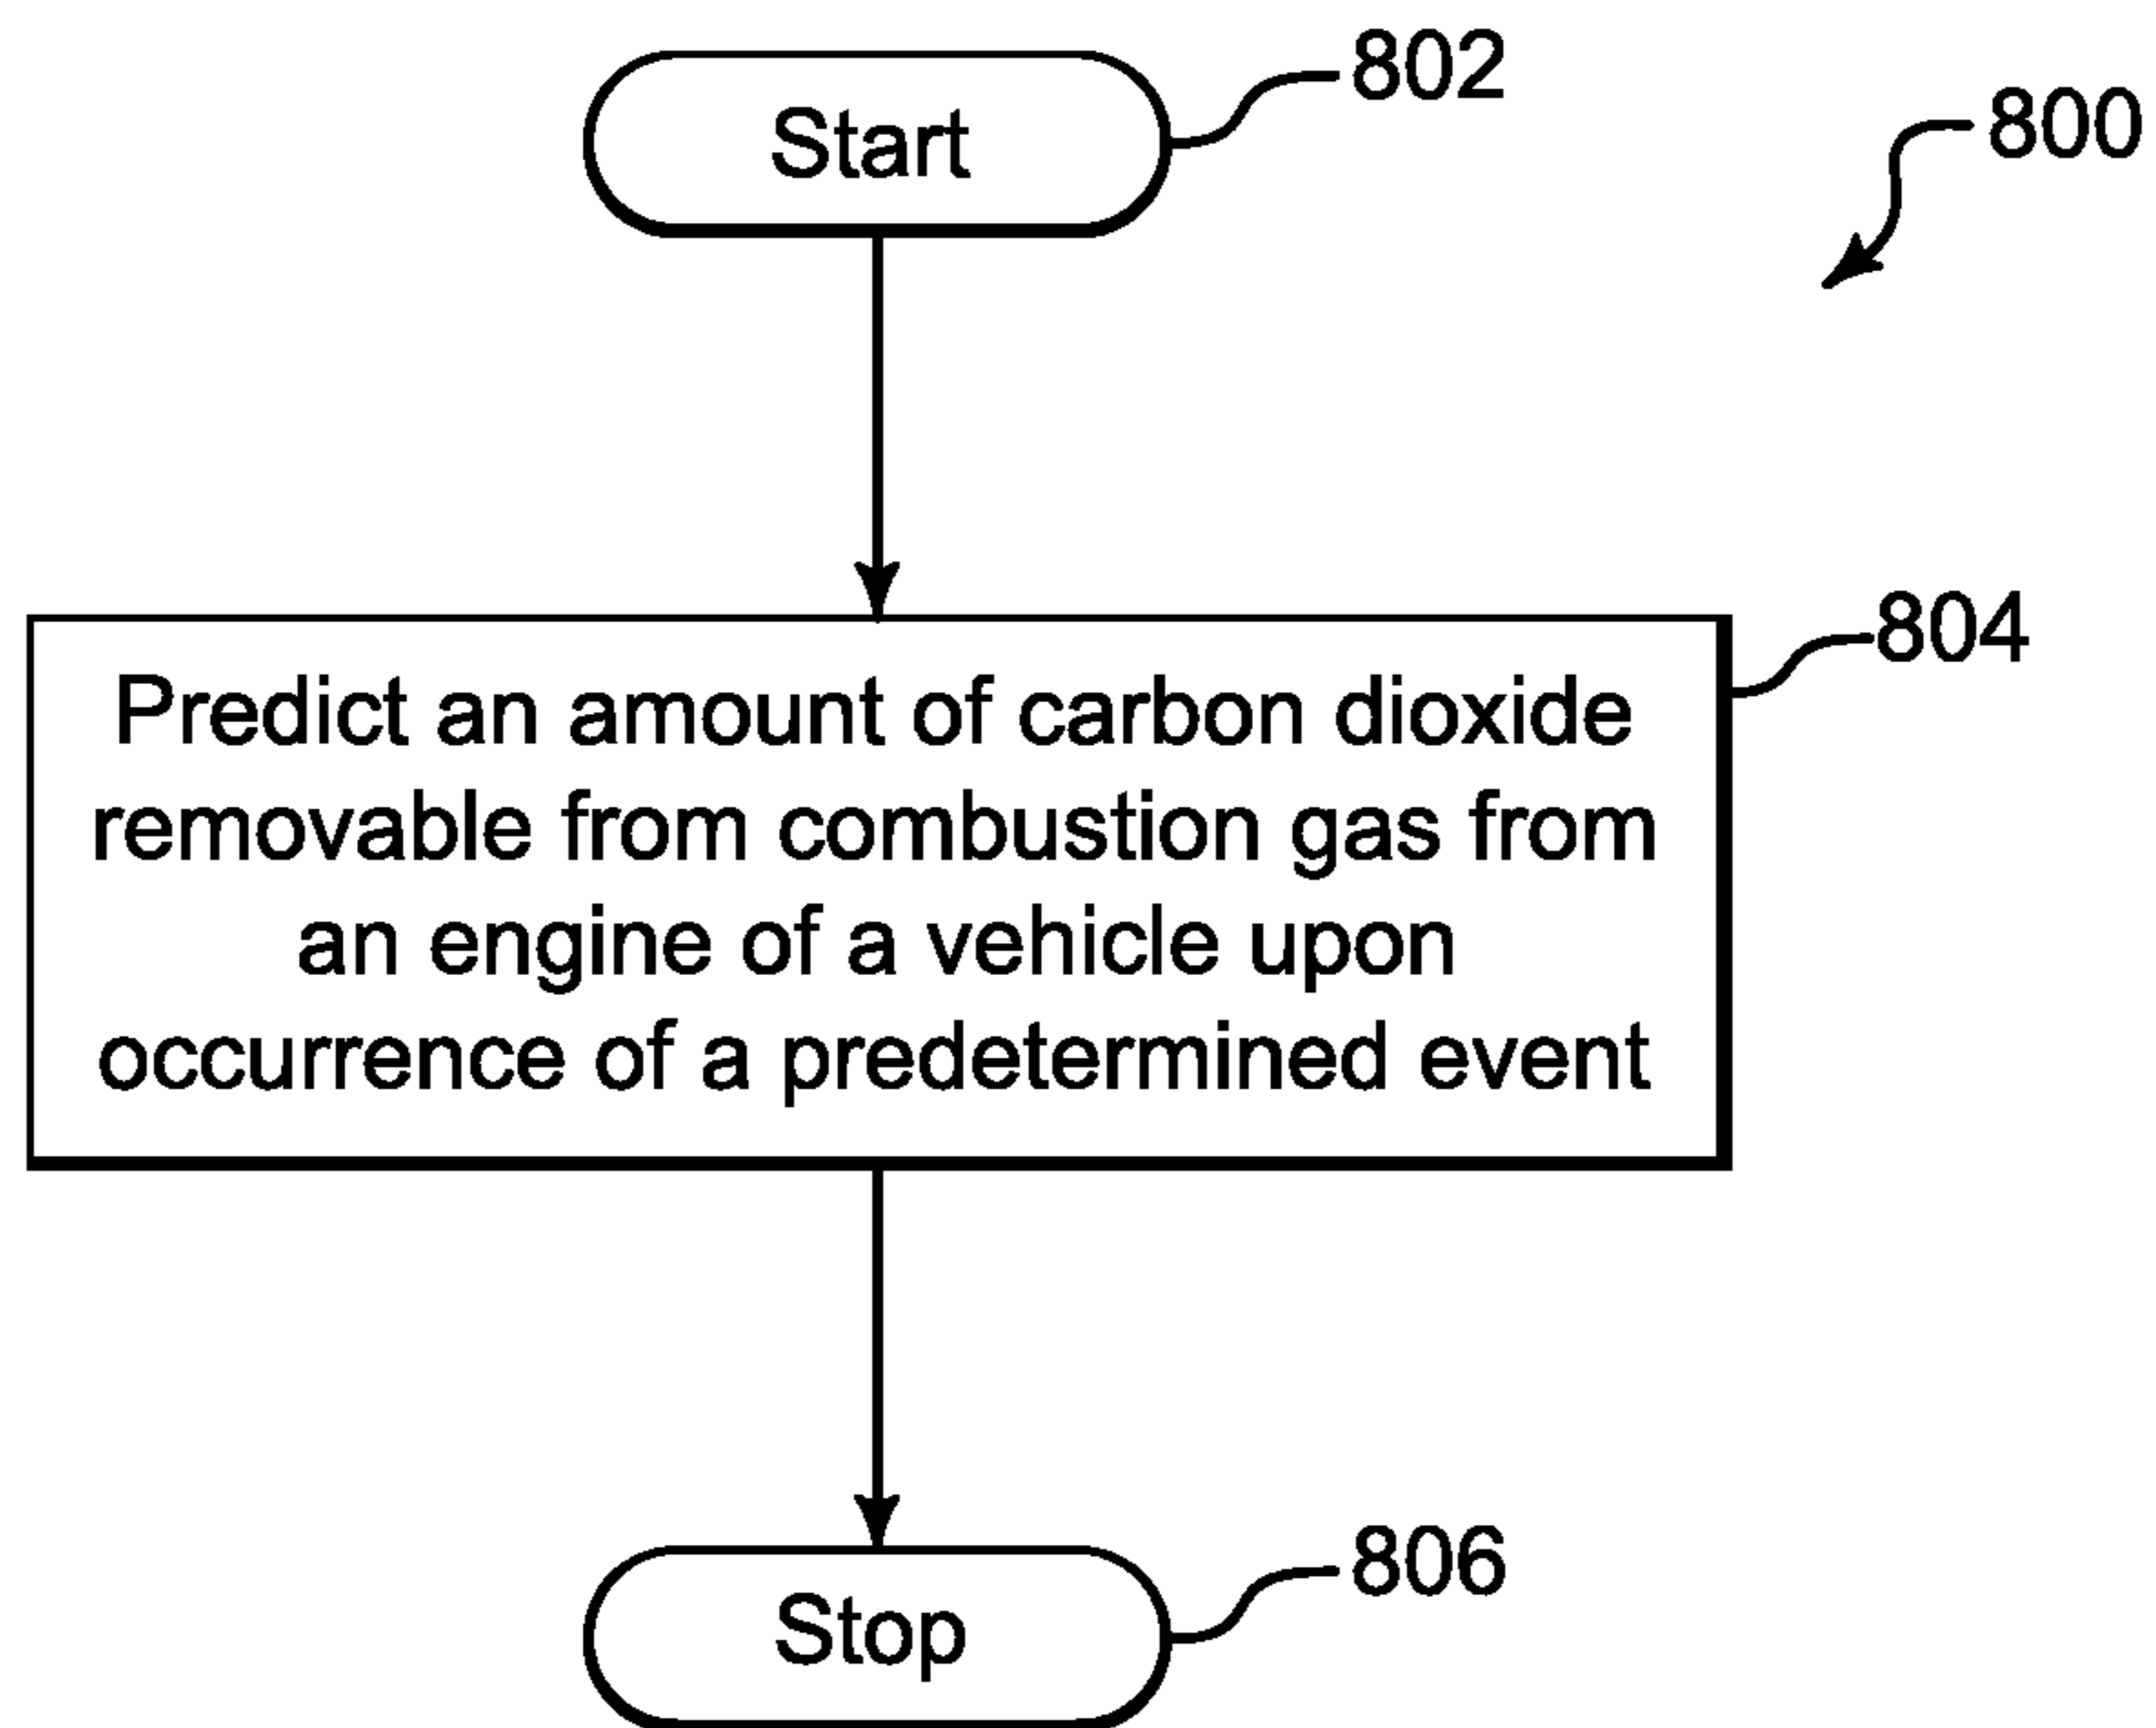 802
Start
800
804
Predict an amount of carbon dioxide
removable from combustion gas from
an engine of a vehicle upon
occurrence of a predetermined event
806
Stop